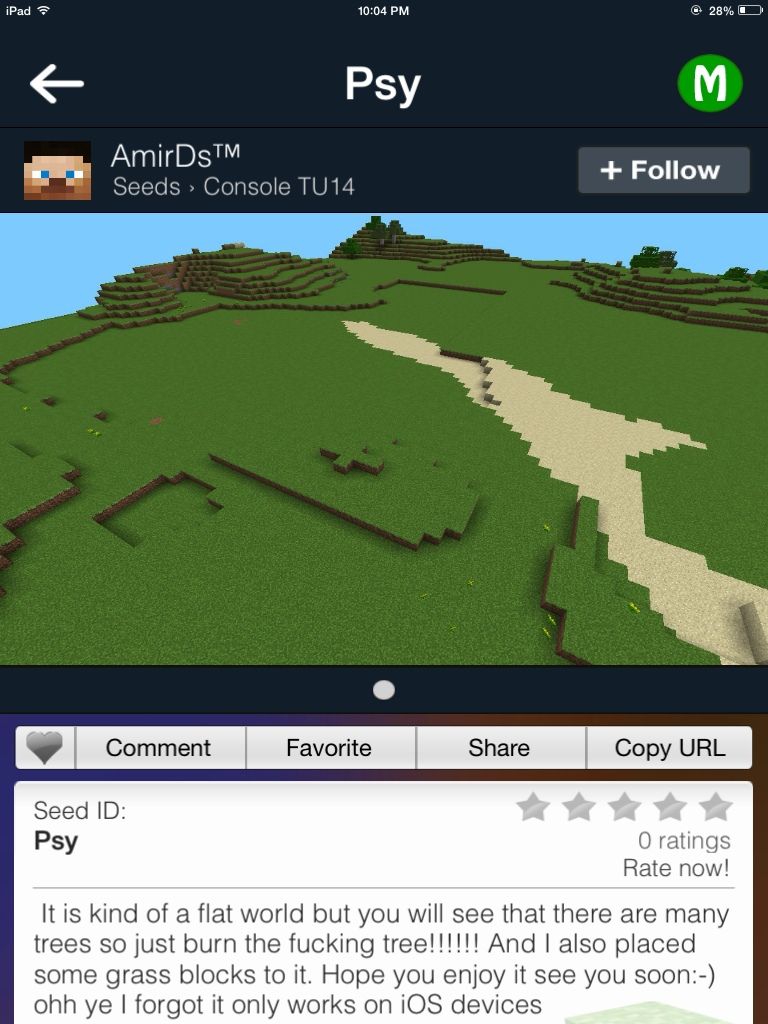 iPad 10:04 PM 28%
Psy
M
AmirDs™
Seeds › Console TU14
+ Follow
Comment Favorite Share Copy URL
Seed ID:
Psy
0 ratings
Rate now!
It is kind of a flat world but you will see that there are many
trees so just burn the fucking tree!!!!!! And I also placed
some grass blocks to it. Hope you enjoy it see you soon:-)
ohh ye I forgot it only works on iOS devices